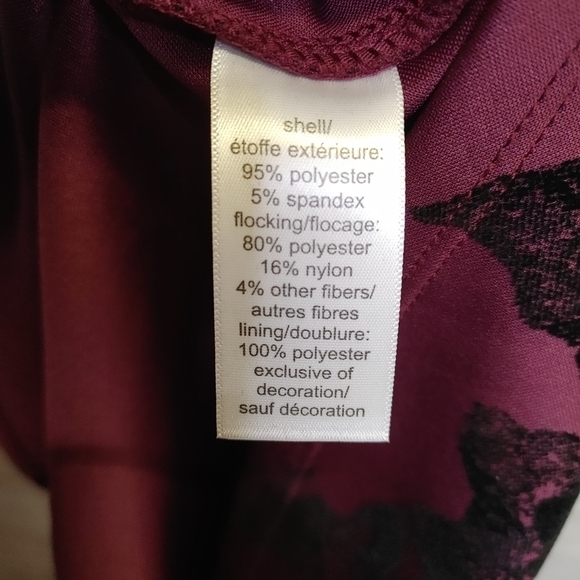 shell/
étoffe extérieure:
95% polyester
5% spandex
flocking/flocage:
80% polyester
16% nylon
4% other fibers/
autres fibres
lining/doublure:
100% polyester
exclusive of
decoration/
sauf décoration